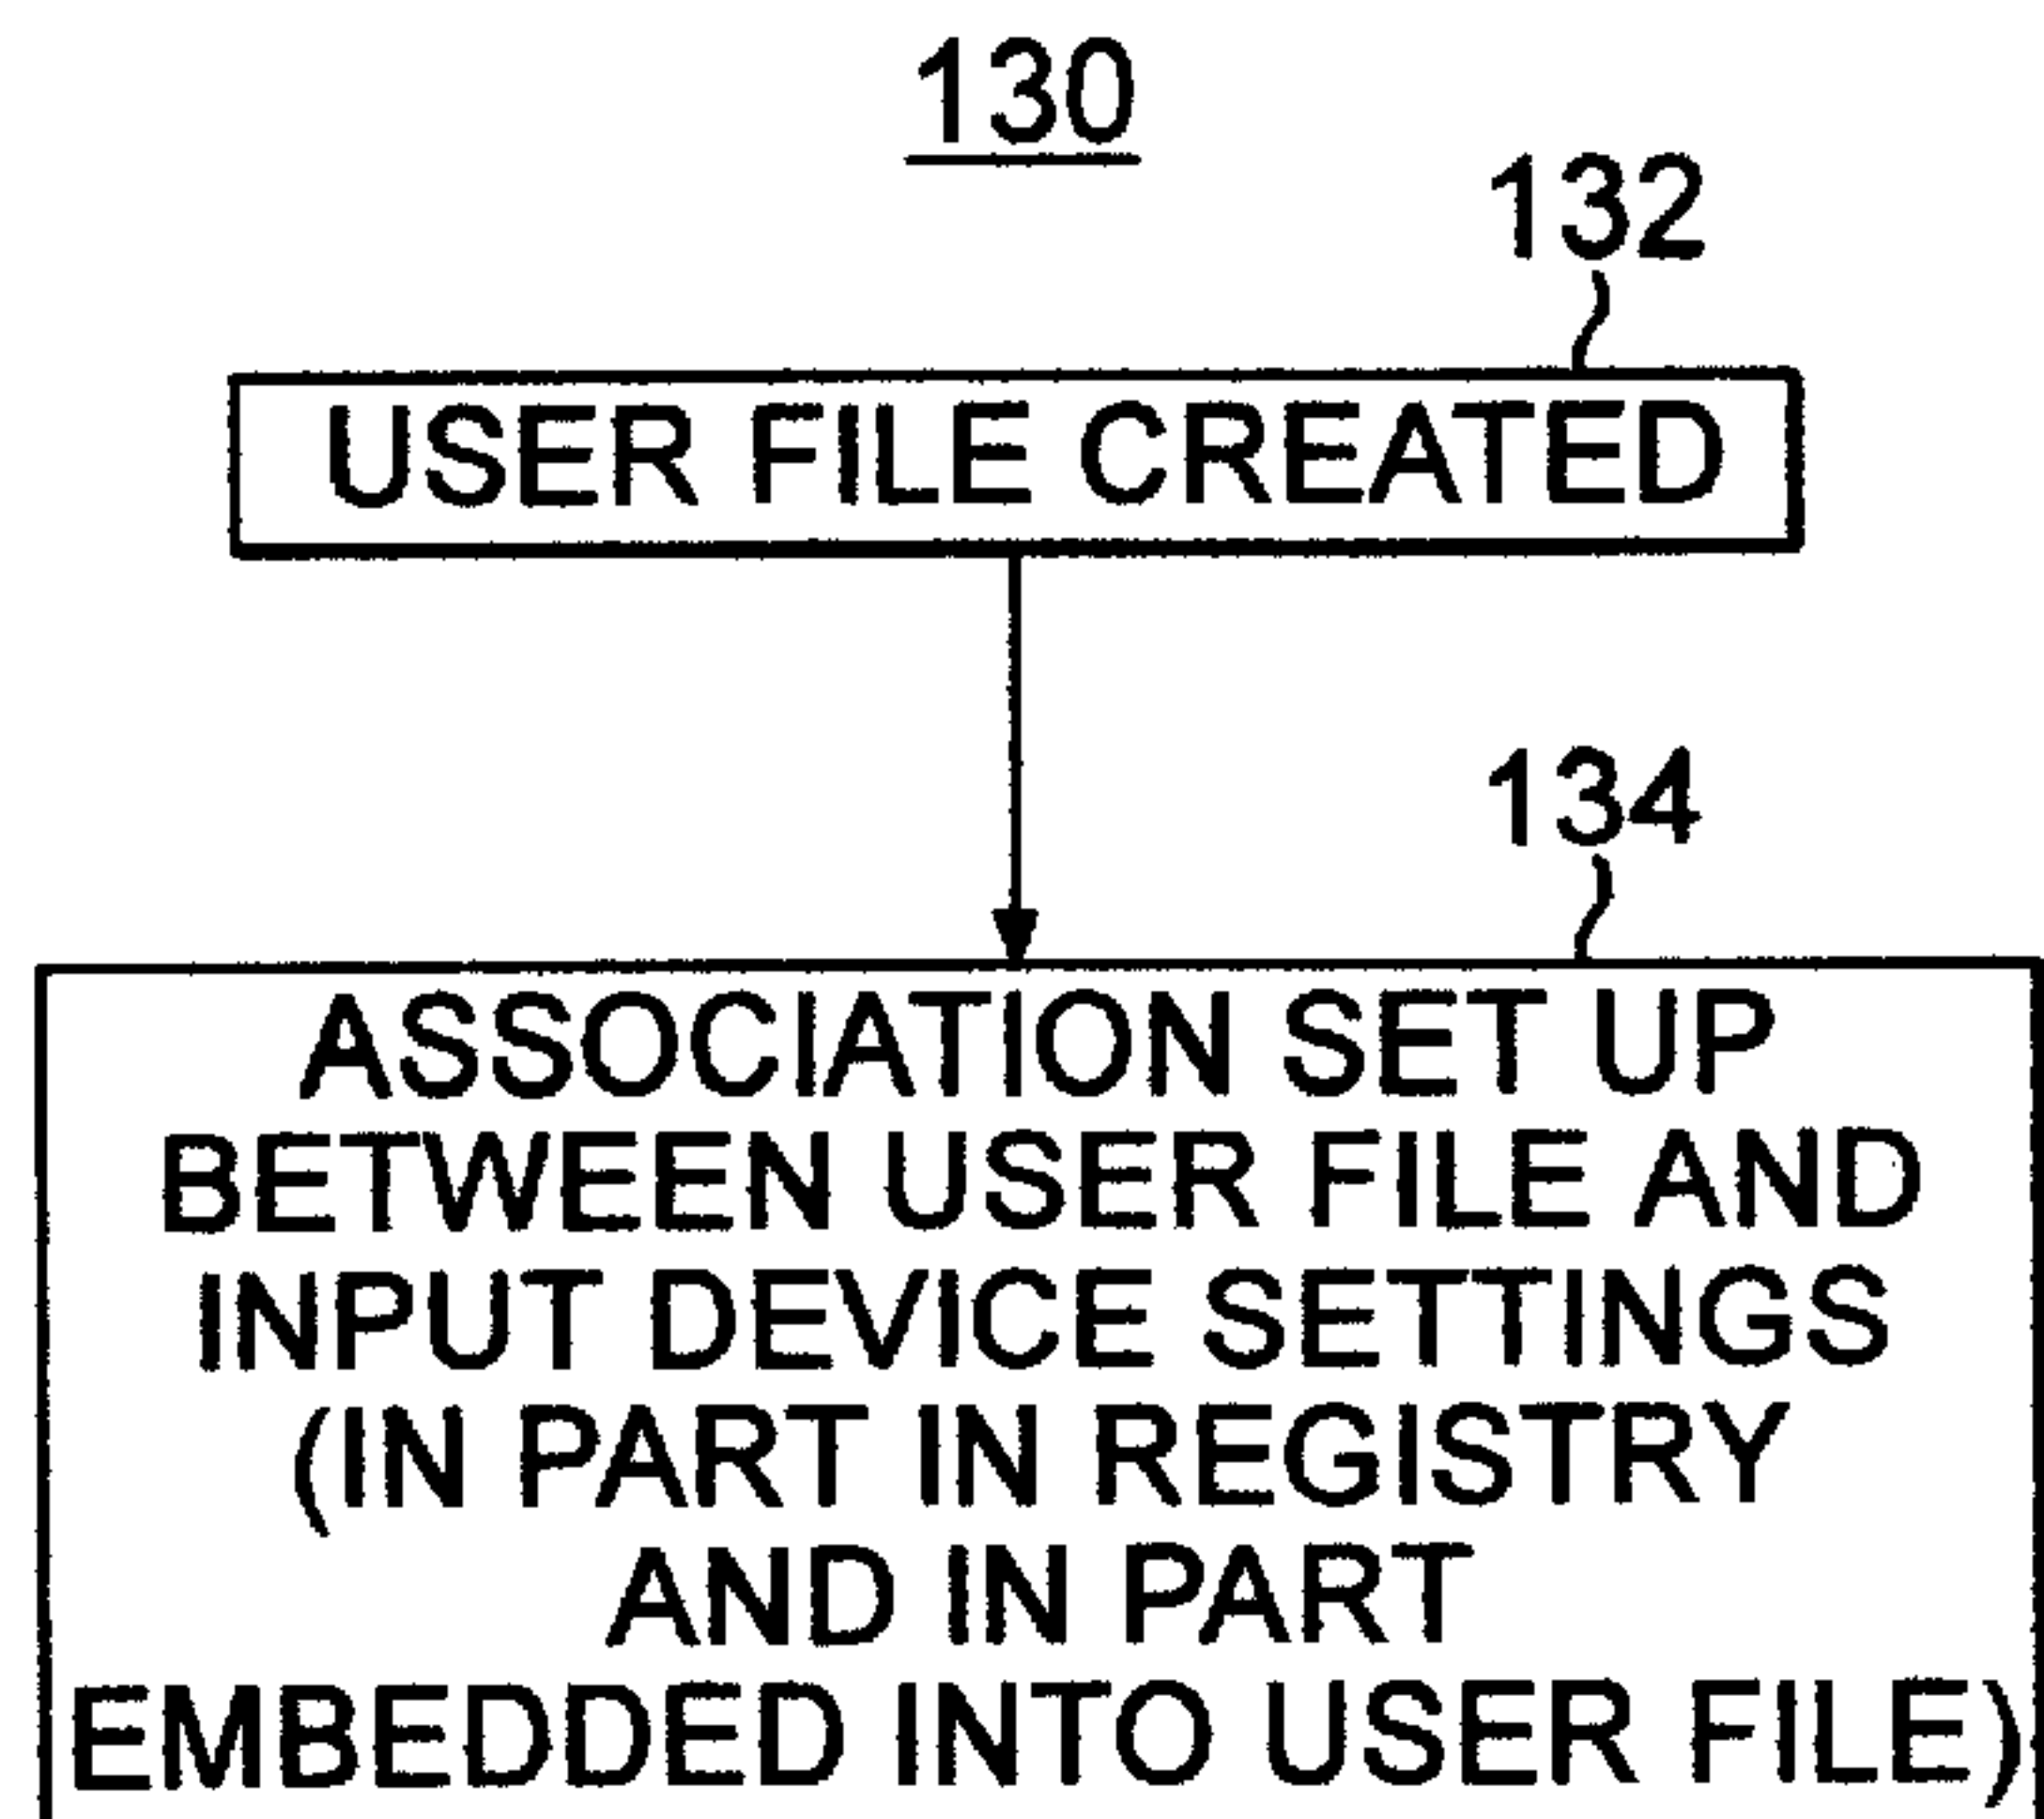 130
132
USER FILE CREATED
134
ASSOCIATION SET UP
BETWEEN USER FILE AND
INPUT DEVICE SETTINGS
(IN PART IN REGISTRY
AND IN PART
EMBEDDED INTO USER FILE)